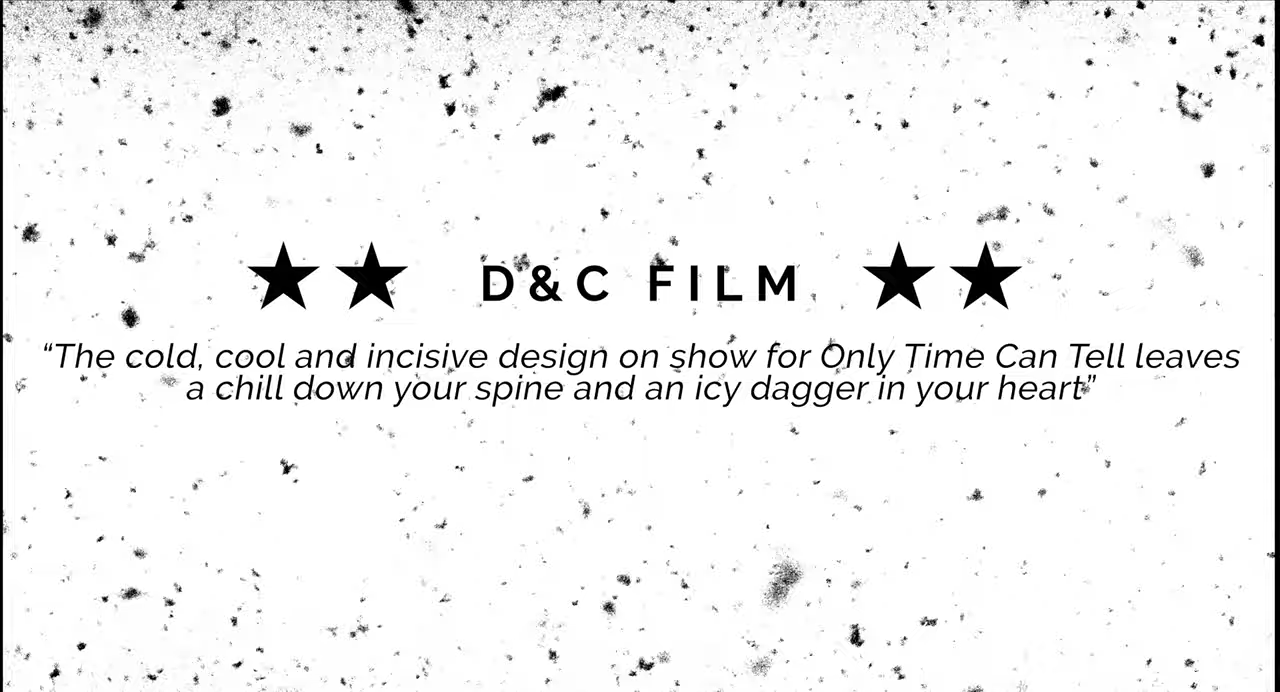 ★★ D&C FILM ★★
“The cold, cool and incisive design on show for Only Time Can Tell leaves
a chill down your spine and an icy dagger in your heart”